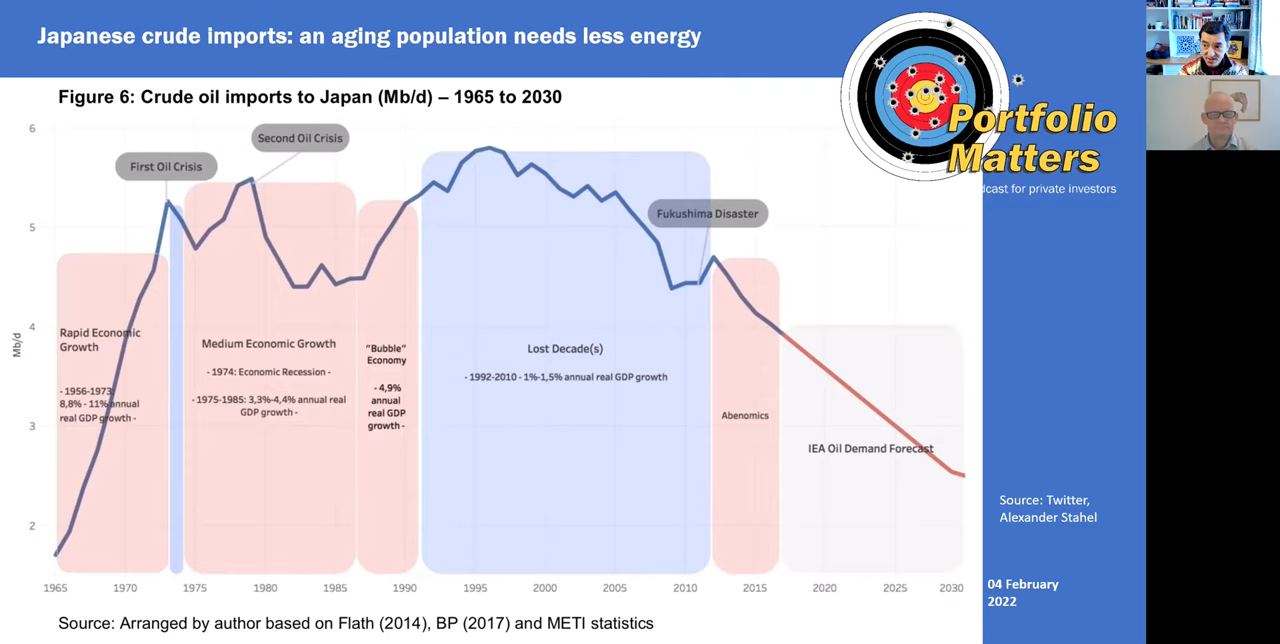 Japanese crude imports: an aging population needs less energy
Figure 6: Crude oil imports to Japan (Mb/d) – 1965 to 2030
Portfolio
Matters
dcast for private investors
6
5
4
3
2
Mb/d
First Oil Crisis
Second Oil Crisis
Fukushima Disaster
Rapid Economic
Growth
- 1956-1973:
8,8% - 11% annual
real GDP growth -
Medium Economic Growth
- 1974: Economic Recession -
- 1975-1985: 3,3%-4,4% annual real
GDP growth -
"Bubble"
Economy
- 4,9%
annual
real GDP
growth -
Lost Decade(s)
- 1992-2010 - 1%-1,5% annual real GDP growth
Abenomics
IEA Oil Demand Forecast
1965 1970 1975 1980 1985 1990 1995 2000 2005 2010 2015 2020 2025 2030
Source: Arranged by author based on Flath (2014), BP (2017) and METI statistics
Source: Twitter,
Alexander Stahel
04 February
2022